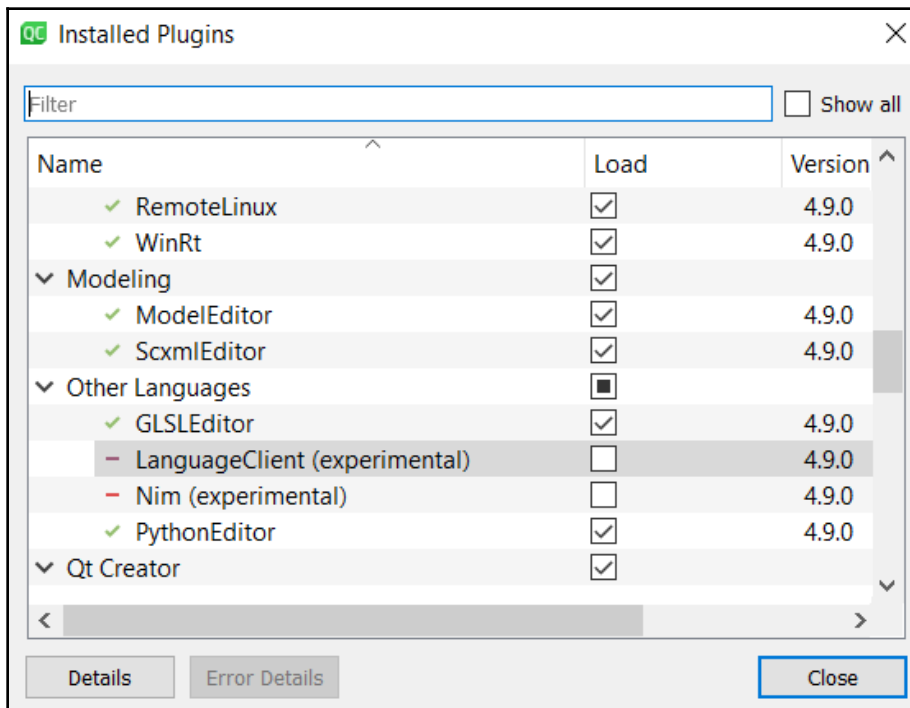 QC Installed Plugins
Filter Show all
Name Load Version
RemoteLinux 4.9.0
WinRt 4.9.0
Modeling
ModelEditor 4.9.0
ScxmlEditor 4.9.0
Other Languages
GLSLEditor 4.9.0
LanguageClient (experimental) 4.9.0
Nim (experimental) 4.9.0
PythonEditor 4.9.0
Qt Creator
Details Error Details Close